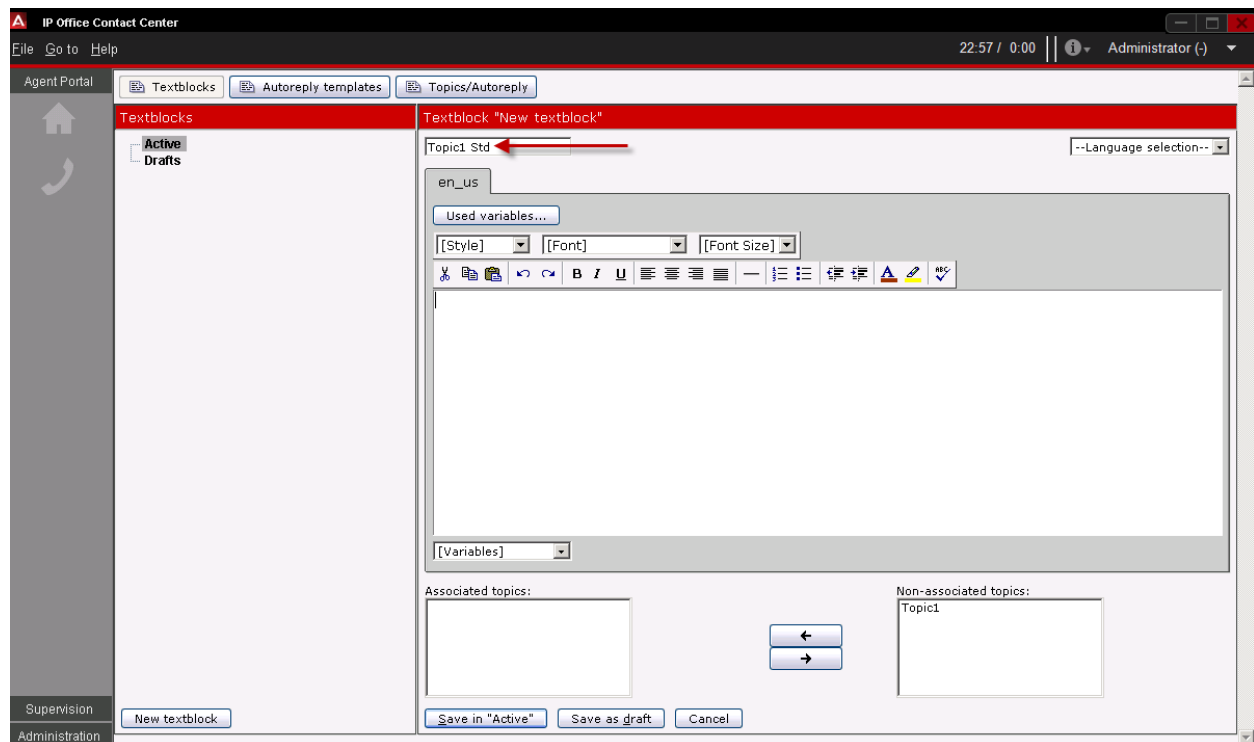 IP Office Contact Center
File Go to Help
22:57 / 0:00 Administrator (-)
Agent Portal
Textblocks Autoreply templates Topics/Autoreply
Textblocks
Textblock "New textblock"
Active
Drafts
Topic1 Std
--Language selection--
en_us
Used variables...
[Style] [Font] [Font Size]
B I U ABC
[Variables]
Associated topics:
Non-associated topics:
Topic1
Supervision
Administration
New textblock
Save in "Active" Save as draft Cancel